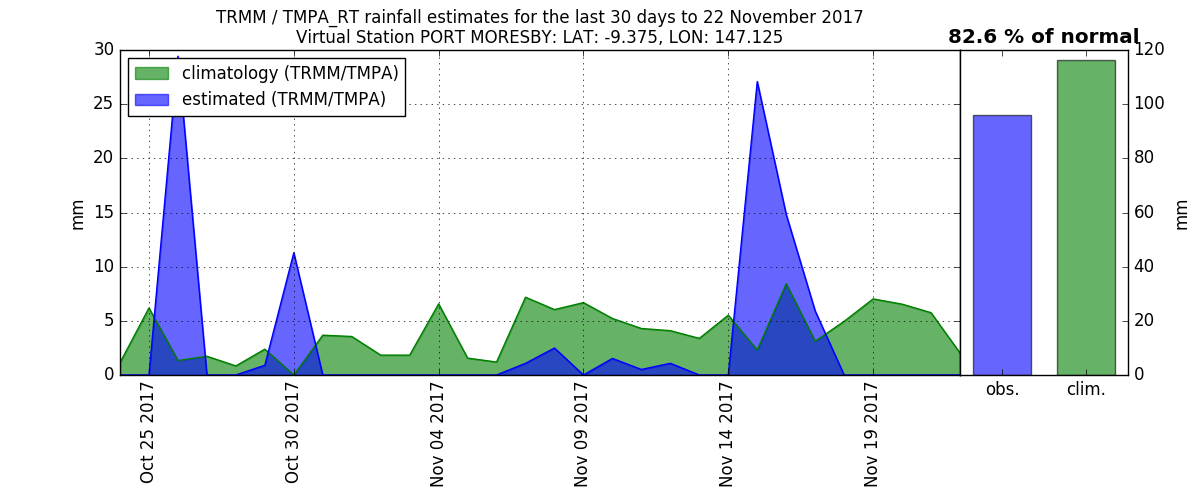 TRMM / TMPA_RT rainfall estimates for the last 30 days to 22 November 2017
Virtual Station PORT MORESBY: LAT: -9.375, LON: 147.125
82.6 % of normal
climatology (TRMM/TMPA)
estimated (TRMM/TMPA)
30
25
20
15
10
5
0
mm
Oct 25 2017
Oct 30 2017
Nov 04 2017
Nov 09 2017
Nov 14 2017
Nov 19 2017
obs.
clim.
120
100
80
60
40
20
0
mm